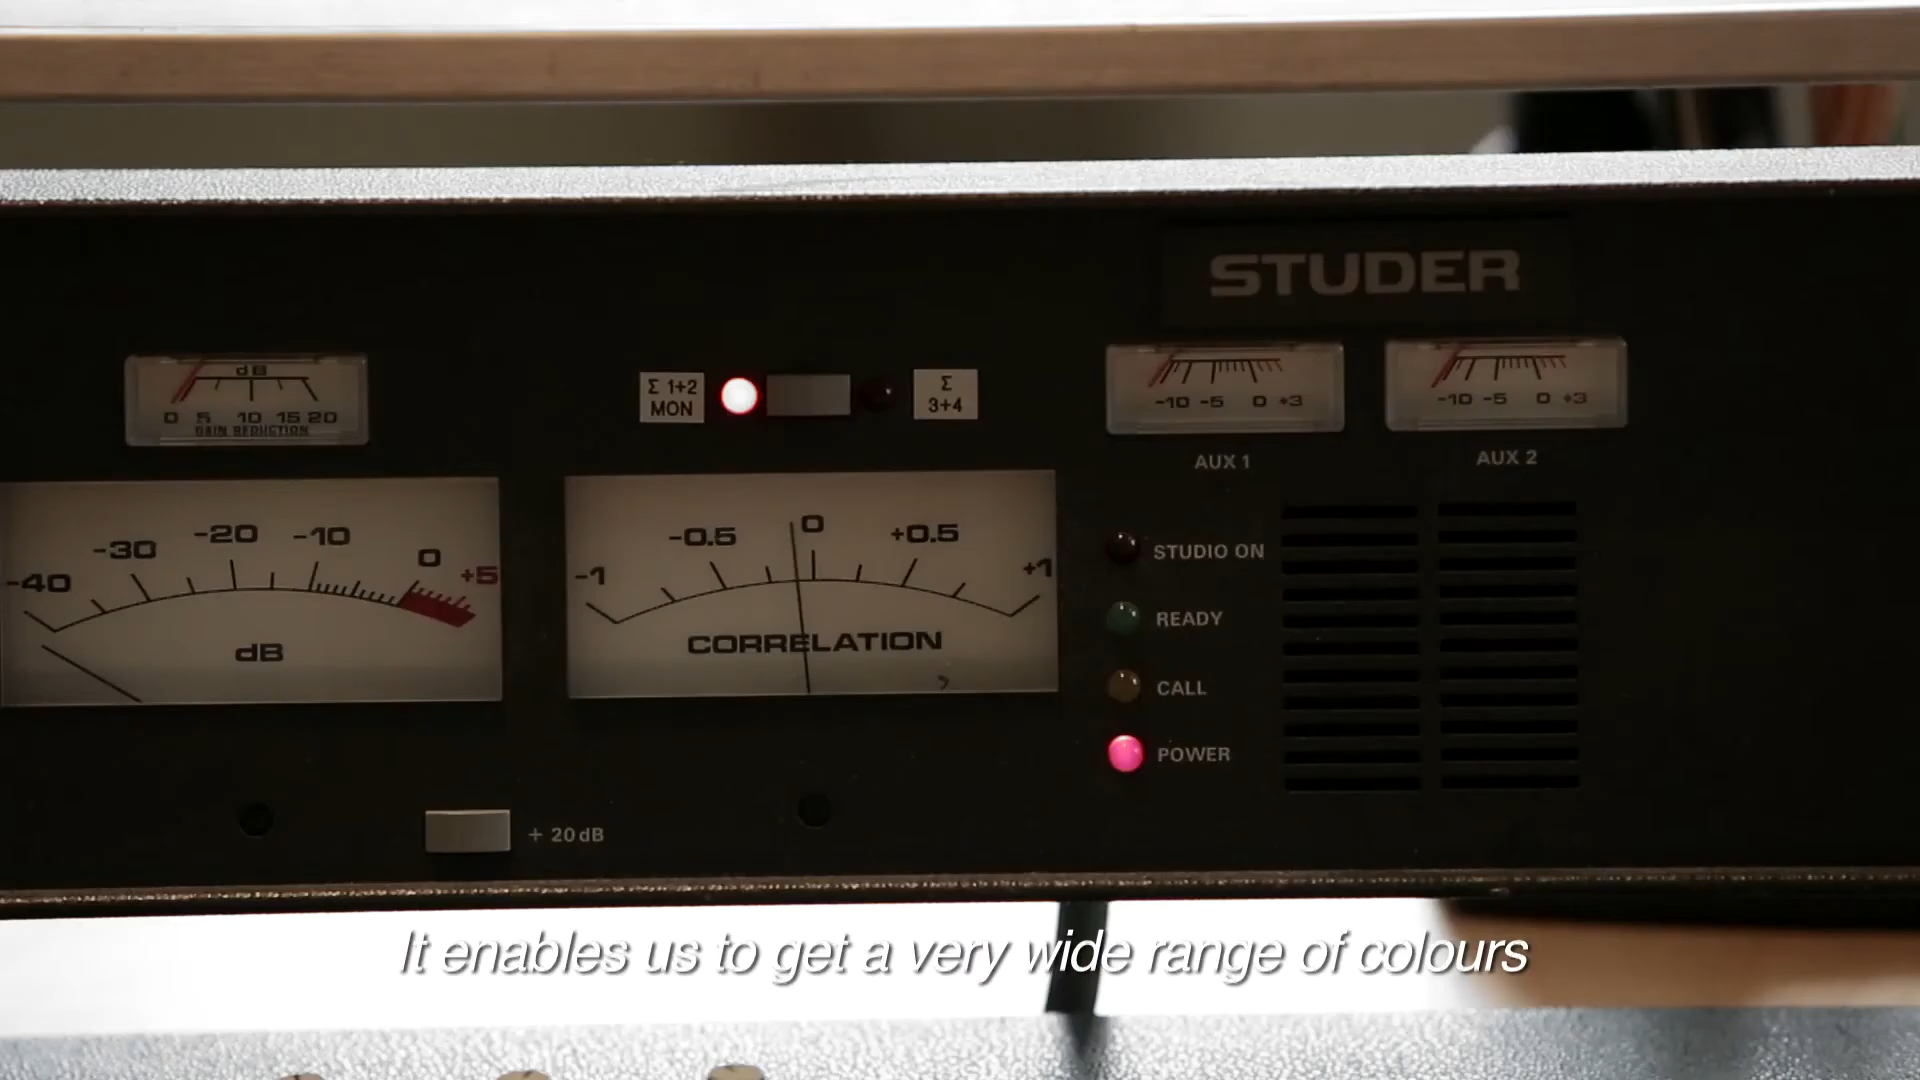 STUDER
dB
0 5 10 15 20
GAIN REDUCTION
Σ 1+2
MON
Σ
3+4
-10 -5 0 +3
AUX 1
-10 -5 0 +3
AUX 2
-40 -30 -20 -10 0 +5
dB
-1 -0.5 0 +0.5 +1
CORRELATION
STUDIO ON
READY
CALL
POWER
+ 20 dB
It enables us to get a very wide range of colours